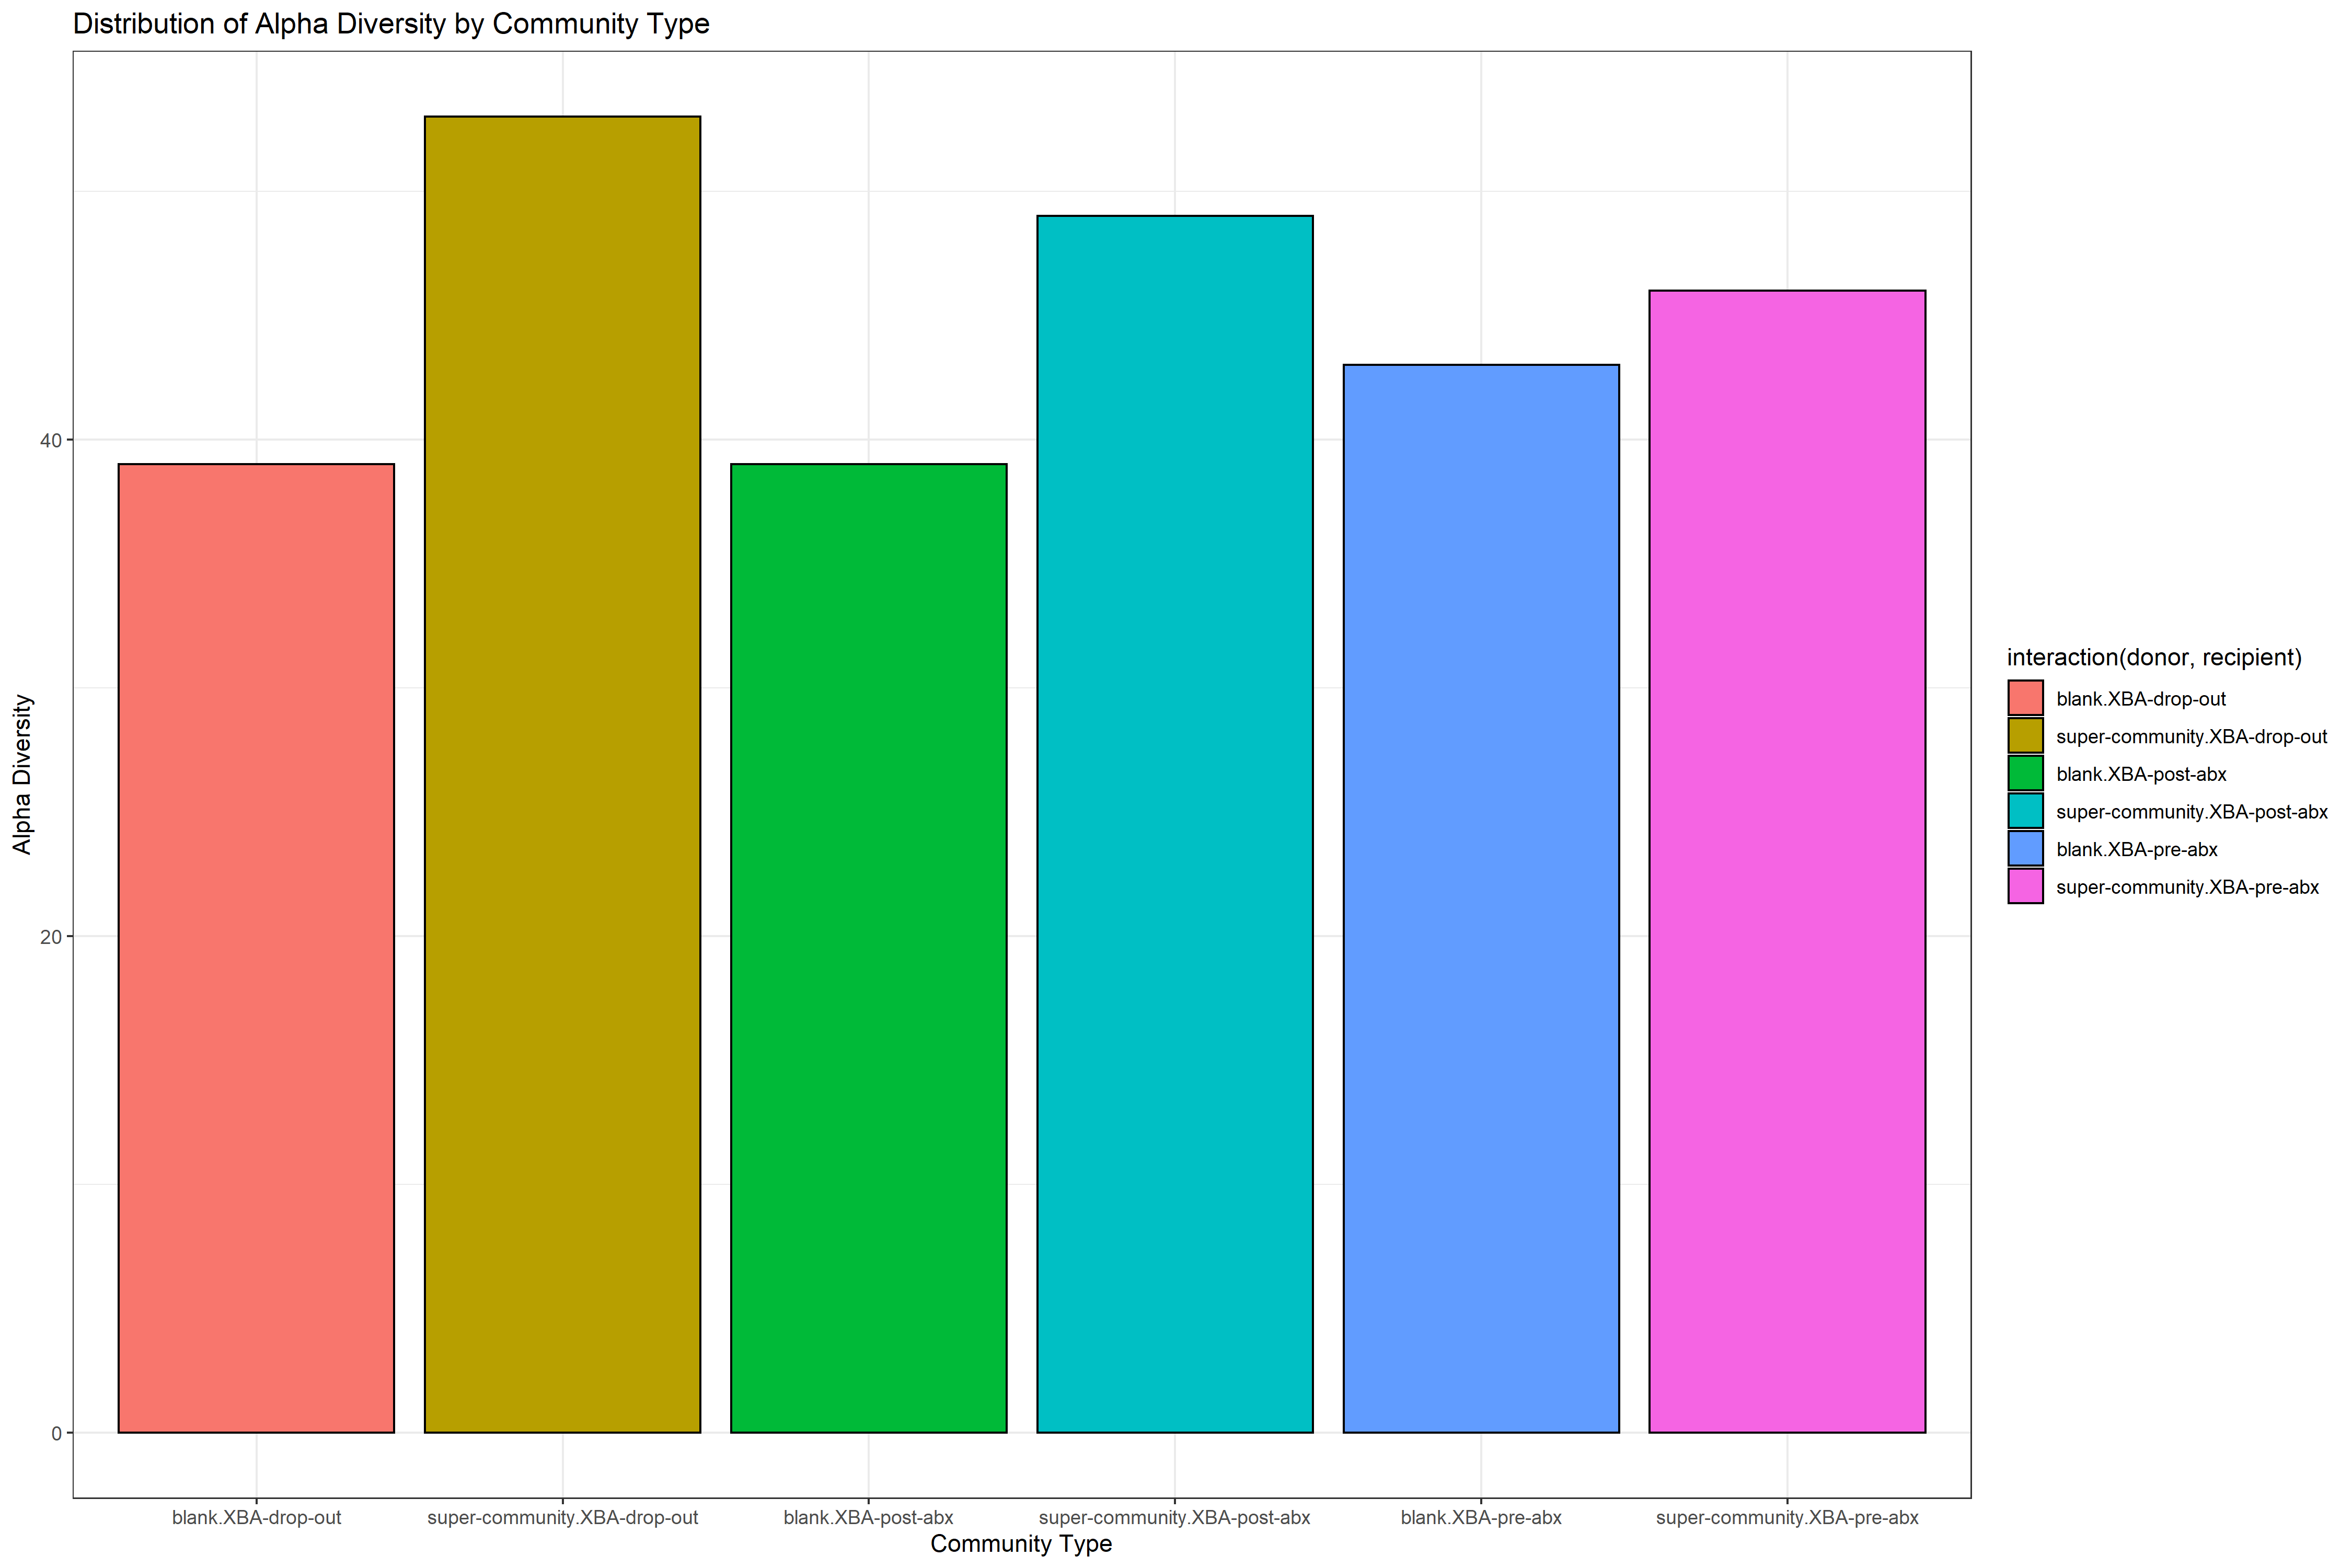 Distribution of Alpha Diversity by Community Type
Alpha Diversity
40
20
0
blank.XBA-drop-out
super-community.XBA-drop-out
blank.XBA-post-abx
super-community.XBA-post-abx
blank.XBA-pre-abx
super-community.XBA-pre-abx
Community Type
interaction(donor, recipient)
blank.XBA-drop-out
super-community.XBA-drop-out
blank.XBA-post-abx
super-community.XBA-post-abx
blank.XBA-pre-abx
super-community.XBA-pre-abx